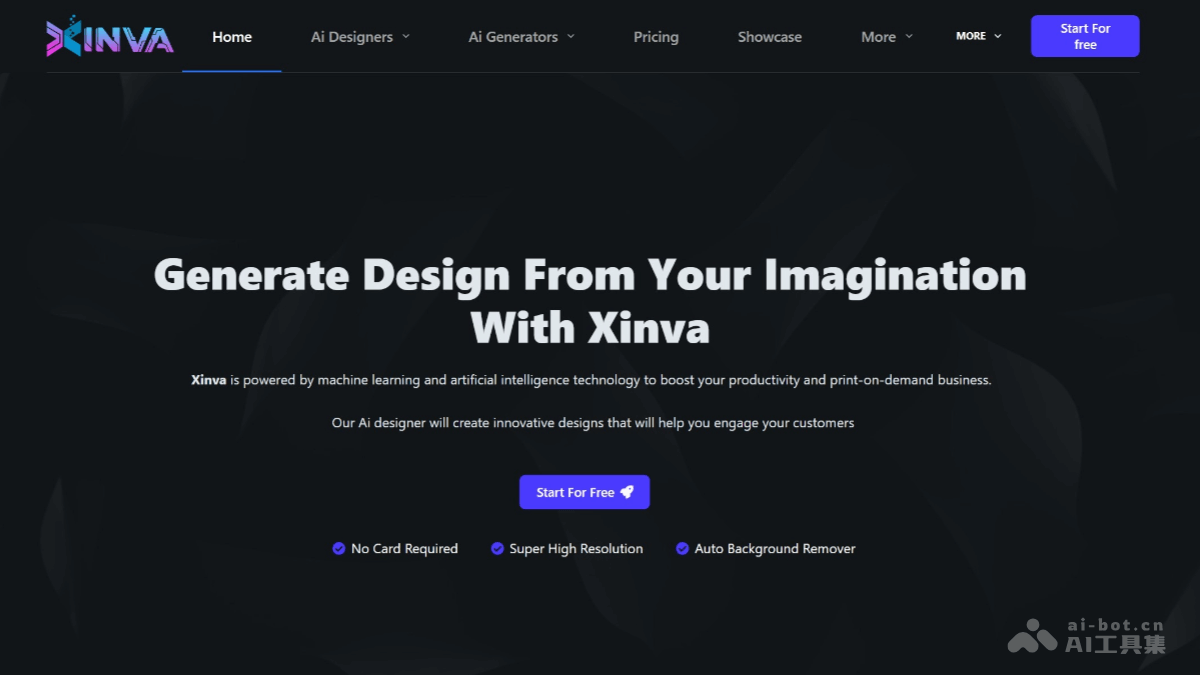 XINVA
Home
Ai Designers
Ai Generators
Pricing
Showcase
More
MORE
Start For
free
Generate Design From Your Imagination
With Xinva
Xinva is powered by machine learning and artificial intelligence technology to boost your productivity and print-on-demand business.
Our Ai designer will create innovative designs that will help you engage your customers
Start For Free
No Card Required
Super High Resolution
Auto Background Remover
ai-bot.cn
AI工具集